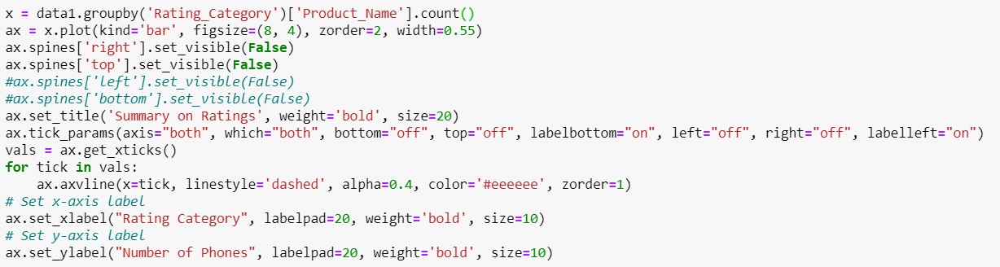 x = data1.groupby('Rating_Category')['Product_Name'].count()
ax = x.plot(kind='bar', figsize=(8, 4), zorder=2, width=0.55)
ax.spines['right'].set_visible(False)
ax.spines['top'].set_visible(False)
#ax.spines['left'].set_visible(False)
#ax.spines['bottom'].set_visible(False)
ax.set_title('Summary on Ratings', weight='bold', size=20)
ax.tick_params(axis="both", which="both", bottom="off", top="off", labelbottom="on", left="off", right="off", labelleft="on")
vals = ax.get_xticks()
for tick in vals:
    ax.axvline(x=tick, linestyle='dashed', alpha=0.4, color='#eeeeee', zorder=1)
# Set x-axis label
ax.set_xlabel("Rating Category", labelpad=20, weight='bold', size=10)
# Set y-axis label
ax.set_ylabel("Number of Phones", labelpad=20, weight='bold', size=10)